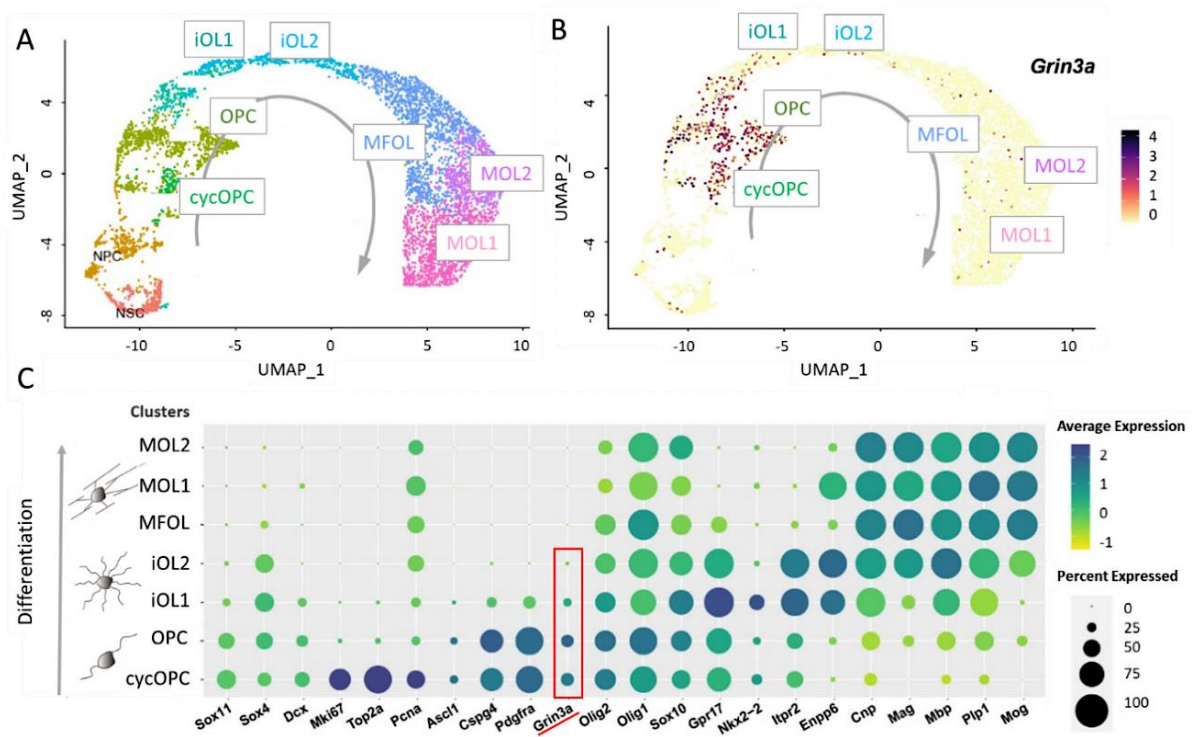 A
iOL1
iOL2
OPC
MFOL
cycOPC
MOL2
MOL1
NPC
NSC
UMAP_2
4
0
-4
-8
-10
-5
0
5
10
UMAP_1
B
iOL1
iOL2
Grin3a
OPC
MFOL
cycOPC
MOL2
MOL1
UMAP_2
4
0
-4
-8
-10
-5
0
5
10
UMAP_1
4
3
2
1
0
C
Clusters
Differentiation
MOL2
MOL1
MFOL
iOL2
iOL1
OPC
cycOPC
Sox11 Sox4 Dcx Mki67 Top2a Pcna Ascl1 Cspg4 Pdgfra Grin3a Olig2 Olig1 Sox10 Gpr17 Nkx2-2 Itpr2 Enpp6 Cnp Mag Mbp Plp1 Mog
Average Expression
2
1
0
-1
Percent Expressed
0
25
50
75
100